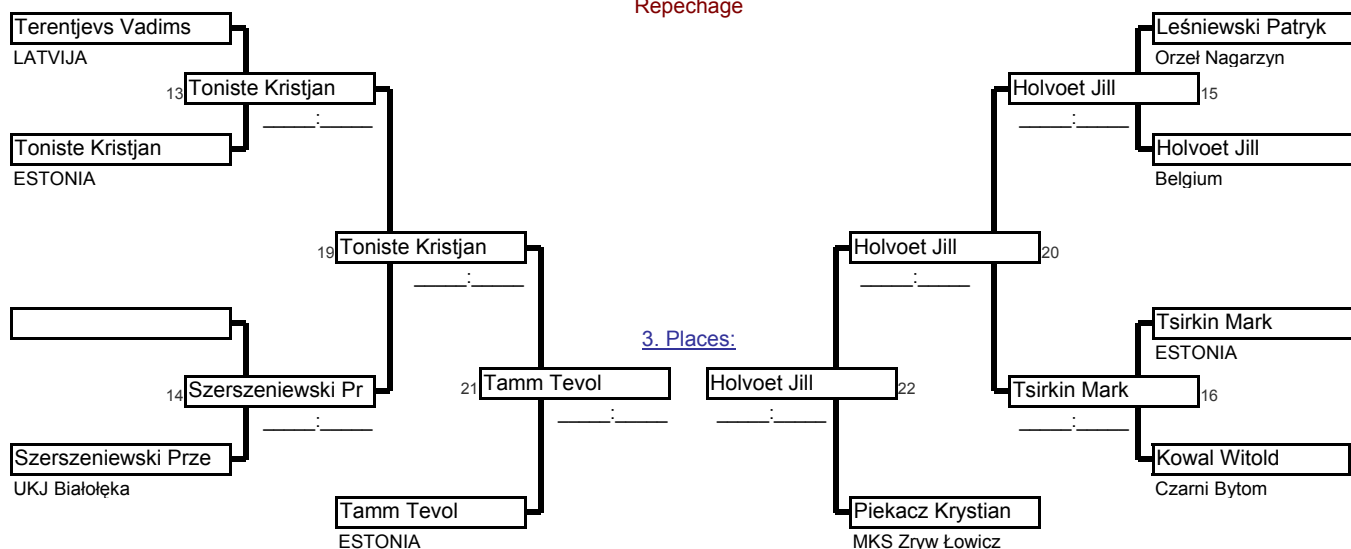 Repechage
Terentjevs Vadims
LATVIJA
13 Toniste Kristjan
_____:_____
Toniste Kristjan
ESTONIA
19 Toniste Kristjan
_____:_____
14 Szerszeniewski Pr
_____:_____
Szerszeniewski Prze
UKJ Białołęka
3. Places:
21 Tamm Tevol
_____:_____
Tamm Tevol
ESTONIA
Leśniewski Patryk
Orzeł Nagarzyn
Holvoet Jill 15
_____:_____
Holvoet Jill
Belgium
Holvoet Jill 20
_____:_____
Tsirkin Mark
ESTONIA
Tsirkin Mark 16
_____:_____
Kowal Witold
Czarni Bytom
Holvoet Jill 22
_____:_____
Piekacz Krystian
MKS Zryw Łowicz